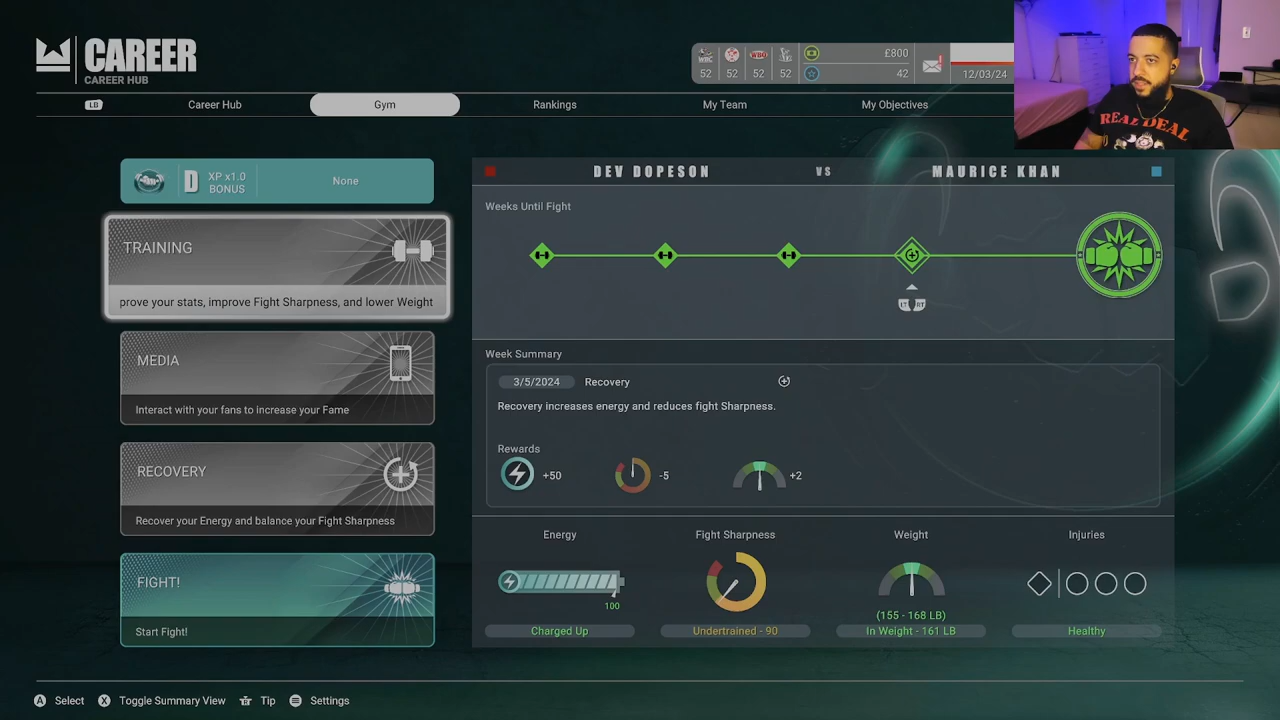 CAREER
CAREER HUB
WBC
WBO
52
52
52
52
£800
42
12/03/24
LB
Career Hub
Gym
Rankings
My Team
My Objectives
REAL DEAL
D
XP x1.0
BONUS
None
TRAINING
prove your stats, improve Fight Sharpness, and lower Weight
MEDIA
Interact with your fans to increase your Fame
RECOVERY
Recover your Energy and balance your Fight Sharpness
FIGHT!
Start Fight!
DEV DOPESON
VS
MAURICE KHAN
Weeks Until Fight
LT RT
Week Summary
3/5/2024
Recovery
Recovery increases energy and reduces fight Sharpness.
Rewards
+50
-5
+2
Energy
Fight Sharpness
Weight
Injuries
100
(155 - 168 LB)
Charged Up
Undertrained - 90
In Weight - 161 LB
Healthy
A Select
X Toggle Summary View
Tip
Settings